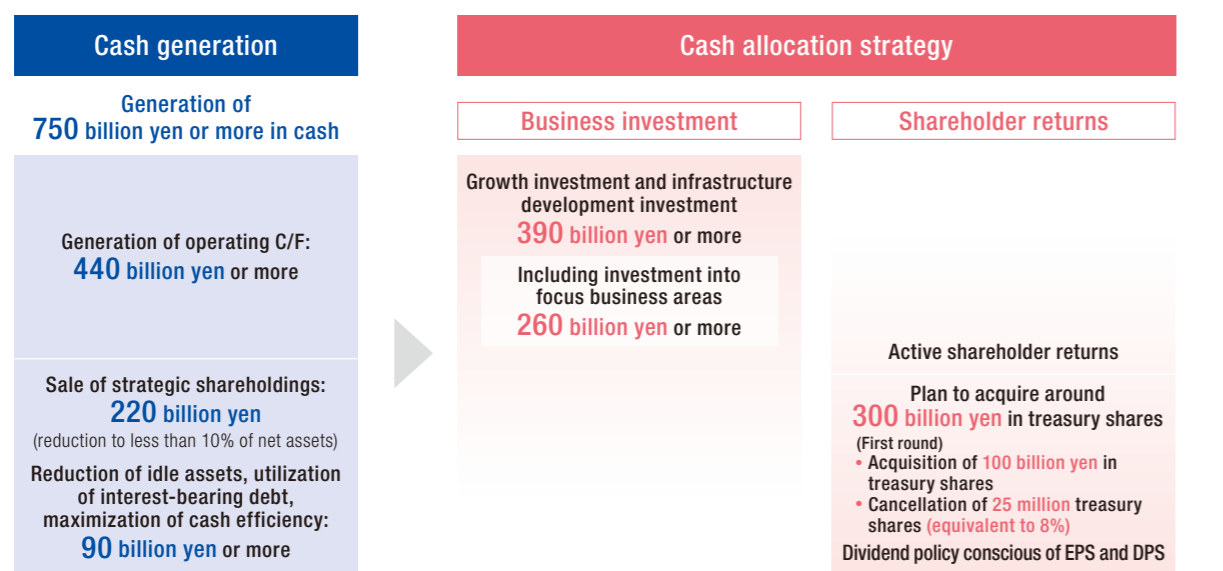 Cash generation
Generation of
750 billion yen or more in cash
Generation of operating C/F:
440 billion yen or more
Sale of strategic shareholdings:
220 billion yen
(reduction to less than 10% of net assets)
Reduction of idle assets, utilization
of interest-bearing debt,
maximization of cash efficiency:
90 billion yen or more
Cash allocation strategy
Business investment
Growth investment and infrastructure
development investment
390 billion yen or more
Including investment into
focus business areas
260 billion yen or more
Shareholder returns
Active shareholder returns
Plan to acquire around
300 billion yen in treasury shares
(First round)
• Acquisition of 100 billion yen in
treasury shares
• Cancellation of 25 million treasury
shares (equivalent to 8%)
Dividend policy conscious of EPS and DPS